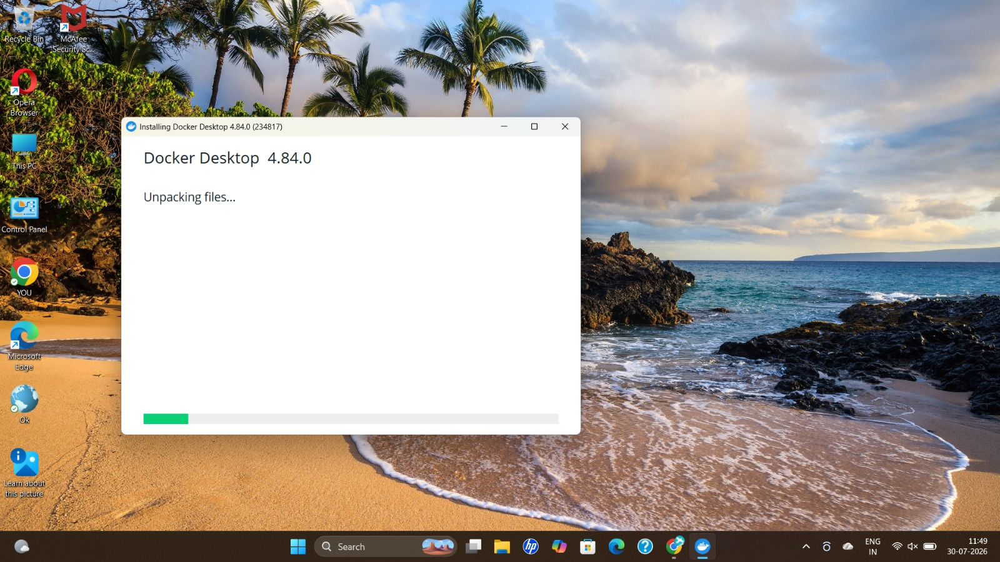 Recycle Bin
McAfee
Security Sc...
Opera
Browser
This PC
Control Panel
YOU
Microsoft
Edge
Ok
Learn about
this picture
Installing Docker Desktop 4.84.0 (234817)
Docker Desktop 4.84.0
Unpacking files...
Search
hp
ENG
IN
11:49
30-07-2026